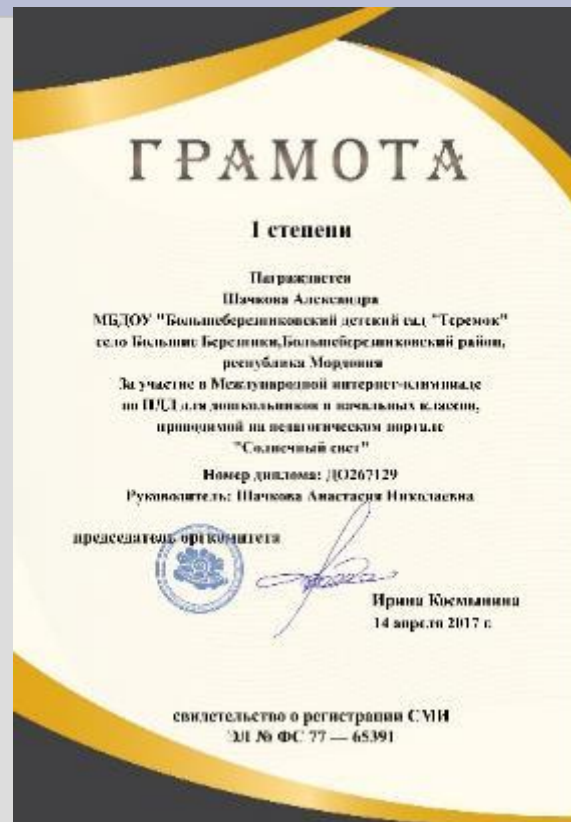 ГРАМОТА
I степени
Награждается
Шачкова Александра
МБДОУ "Большеберезниковский детский сад "Теремок"
село Большие Березники,Большеберезниковский район,
республика Мордовия
За участие в Международной интернет-олимпиаде
по ПДД для дошкольников и начальных классов,
проводимой на педагогическом портале
"Солнечный свет"
Номер диплома: ДО267129
Руководитель: Шачкова Анастасия Николаевна
председатель оргкомитета
Ирина Космынина
14 апреля 2017 г.
свидетельство о регистрации СМИ
ЭЛ № ФС 77 — 65391